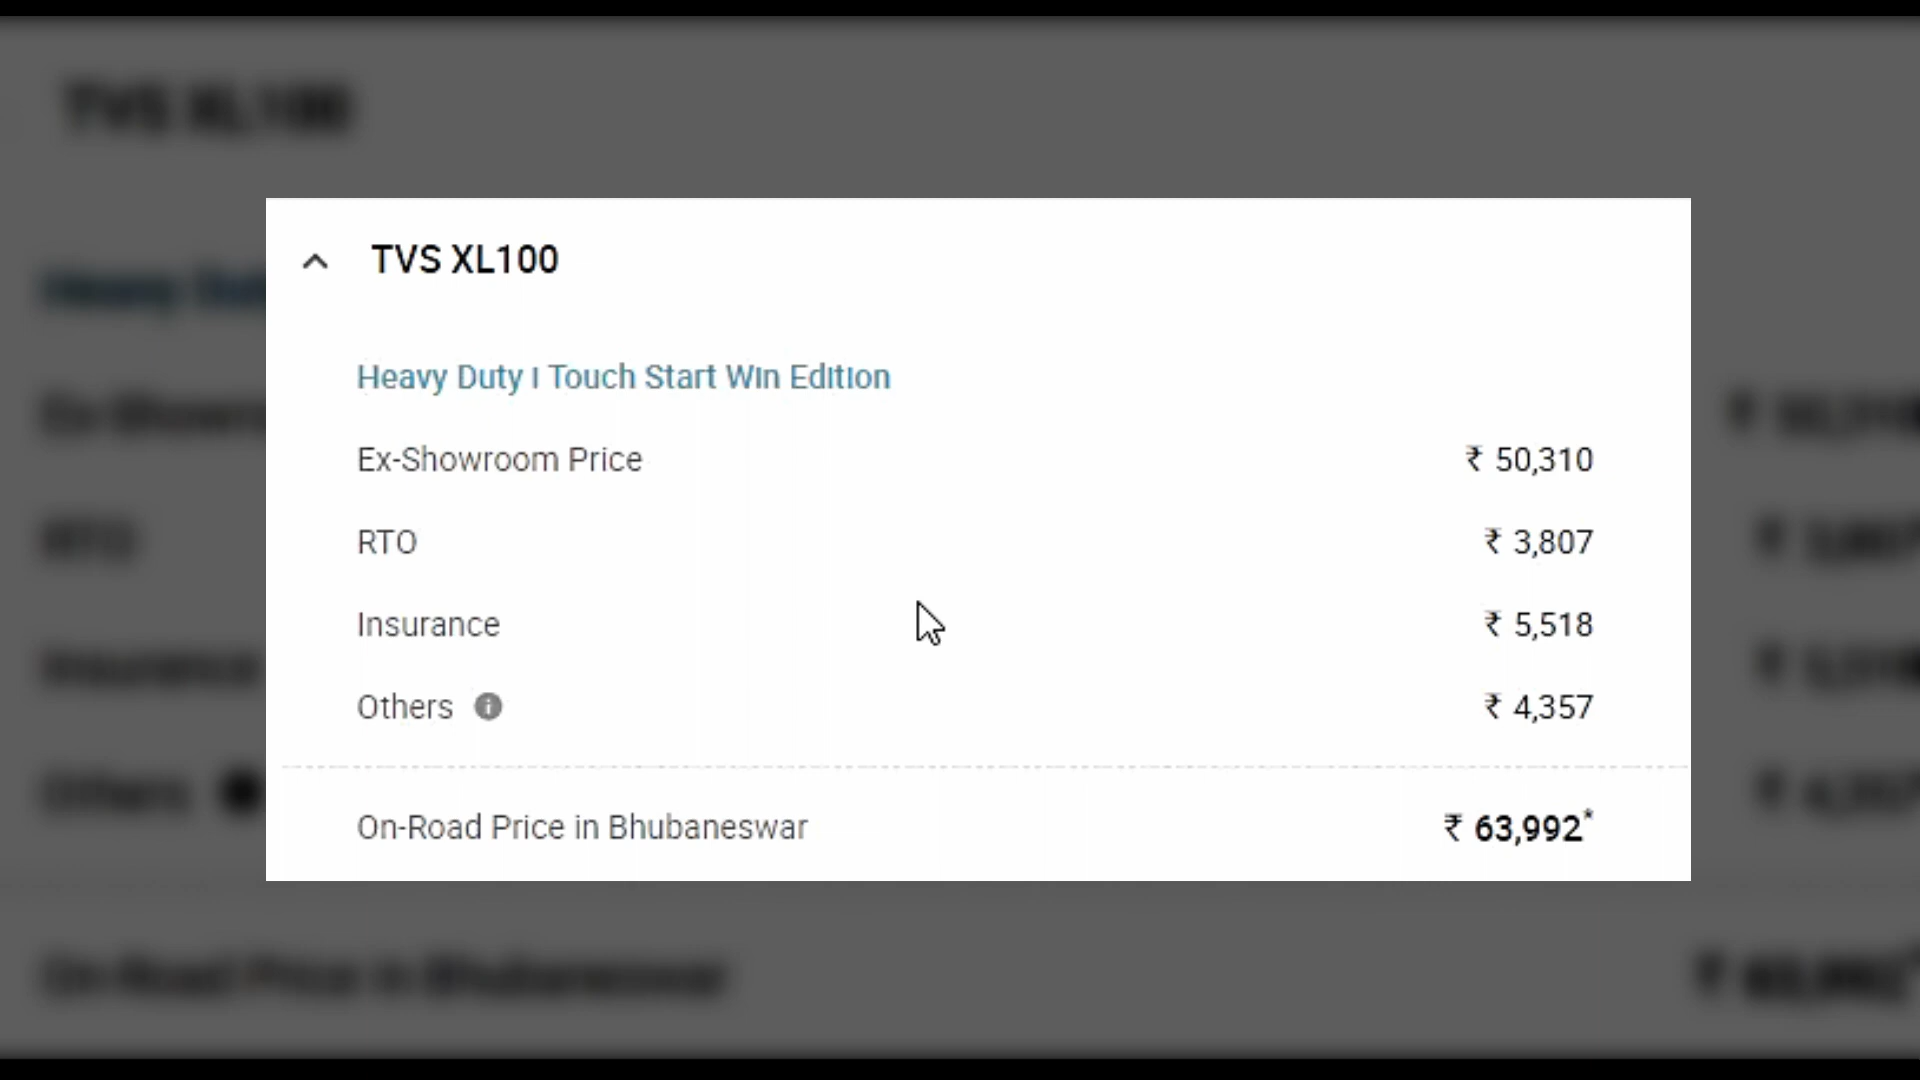 TVS XL100
Heavy Duty i Touch Start Win Edition
Ex-Showroom Price ₹ 50,310
RTO ₹ 3,807
Insurance ₹ 5,518
Others ₹ 4,357
On-Road Price in Bhubaneswar ₹ 63,992*